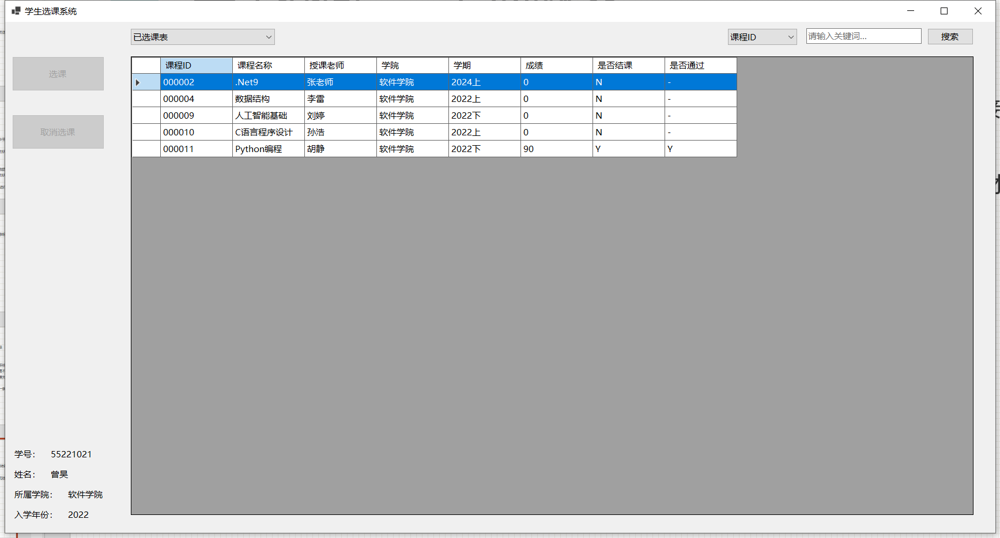 学生选课系统
已选课表
课程ID
请输入关键词...
搜索
选课
取消选课
课程ID 课程名称 授课老师 学院 学期 成绩 是否结课 是否通过
000002 .Net9 张老师 软件学院 2024上 0 N -
000004 数据结构 李雷 软件学院 2022上 0 N -
000009 人工智能基础 刘婷 软件学院 2022下 0 N -
000010 C语言程序设计 孙浩 软件学院 2022上 0 N -
000011 Python编程 胡静 软件学院 2022下 90 Y Y
学号： 55221021
姓名： 曾昊
所属学院： 软件学院
入学年份： 2022